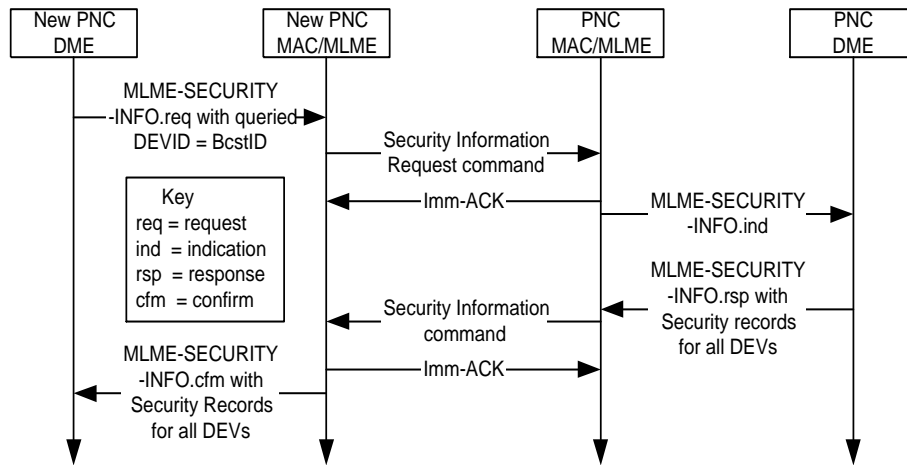 New PNC
DME
New PNC
MAC/MLME
PNC
MAC/MLME
PNC
DME
MLME-SECURITY
-INFO.req with queried
DEVID = BcstID
Security Information
Request command
Imm-ACK
MLME-SECURITY
-INFO.ind
Key
req = request
ind = indication
rsp = response
cfm = confirm
MLME-SECURITY
-INFO.rsp with
Security records
for all DEVs
Security Information
command
Imm-ACK
MLME-SECURITY
-INFO.cfm with
Security Records
for all DEVs